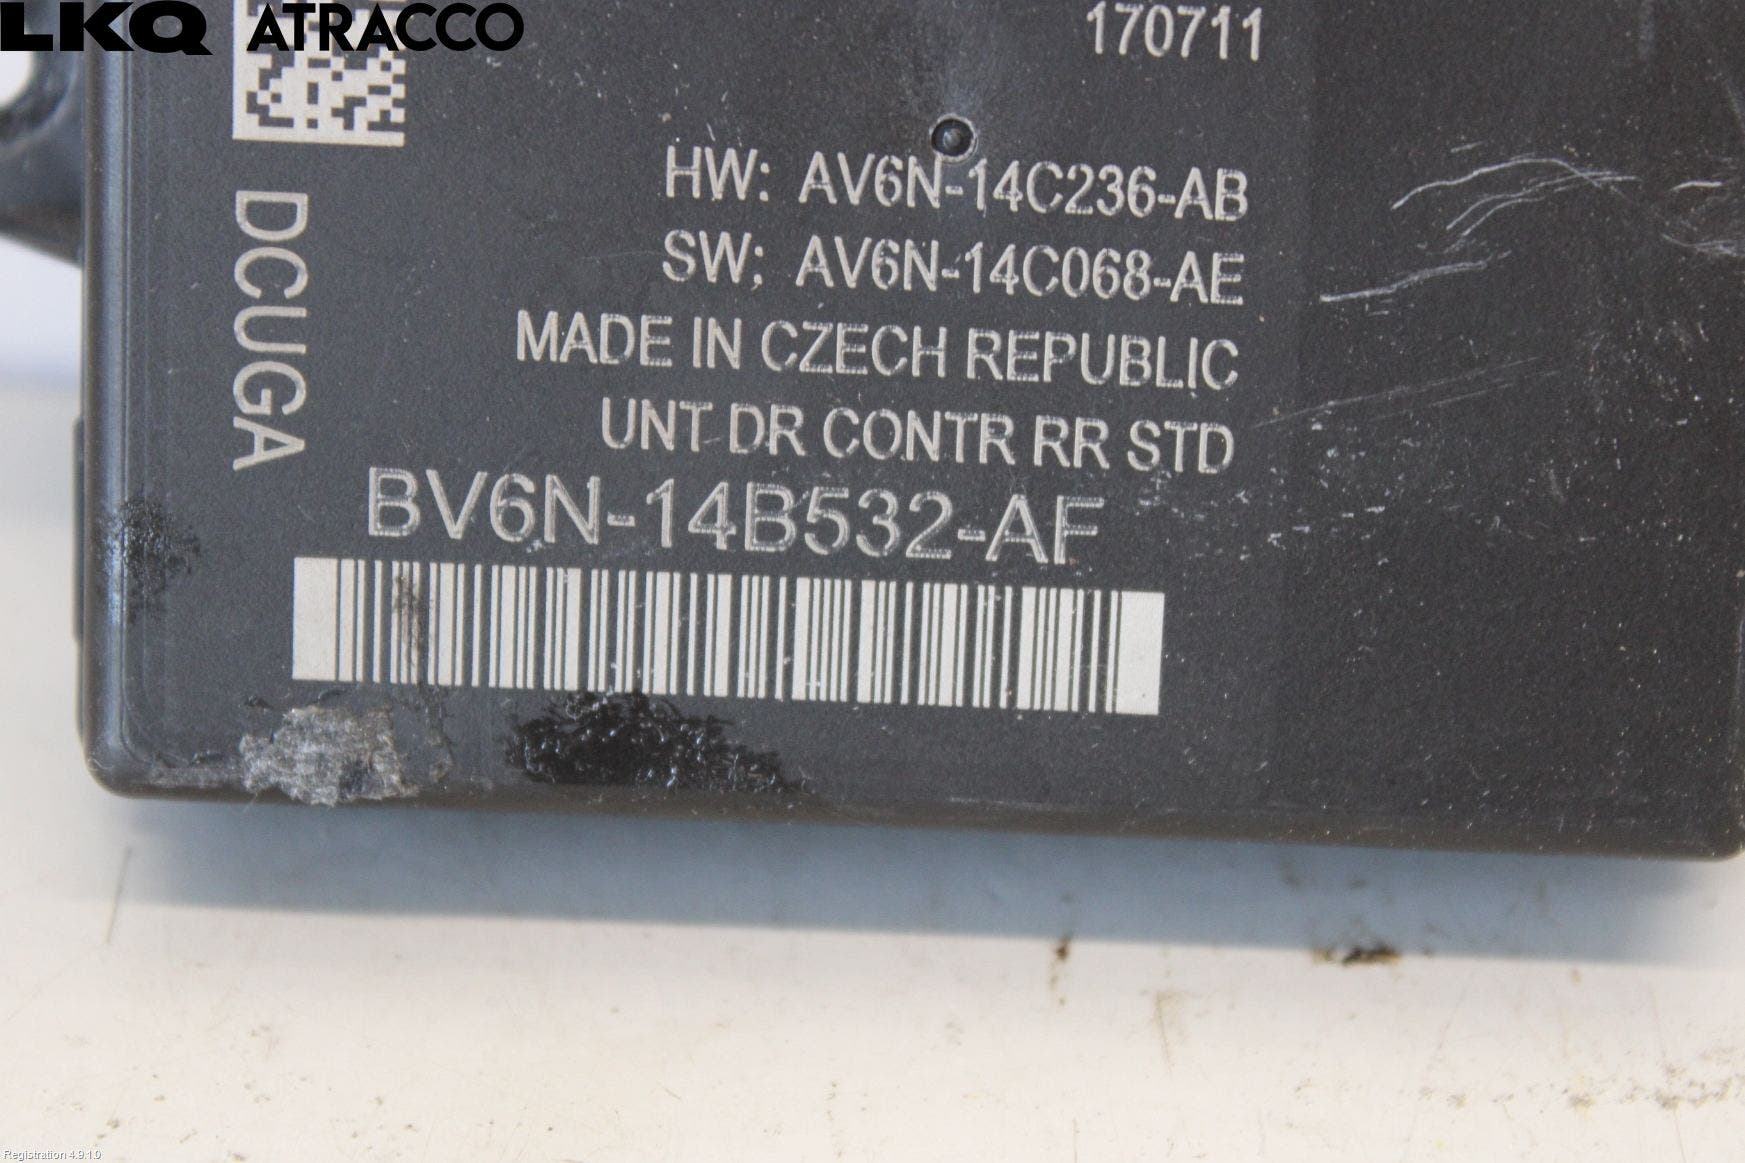 LKQ ATRACCO
170711
HW: AV6N-14C236-AB
SW: AV6N-14C068-AE
MADE IN CZECH REPUBLIC
UNT DR CONTR RR STD
BV6N-14B532-AF
DCUGA
Registration 4.9.1.0